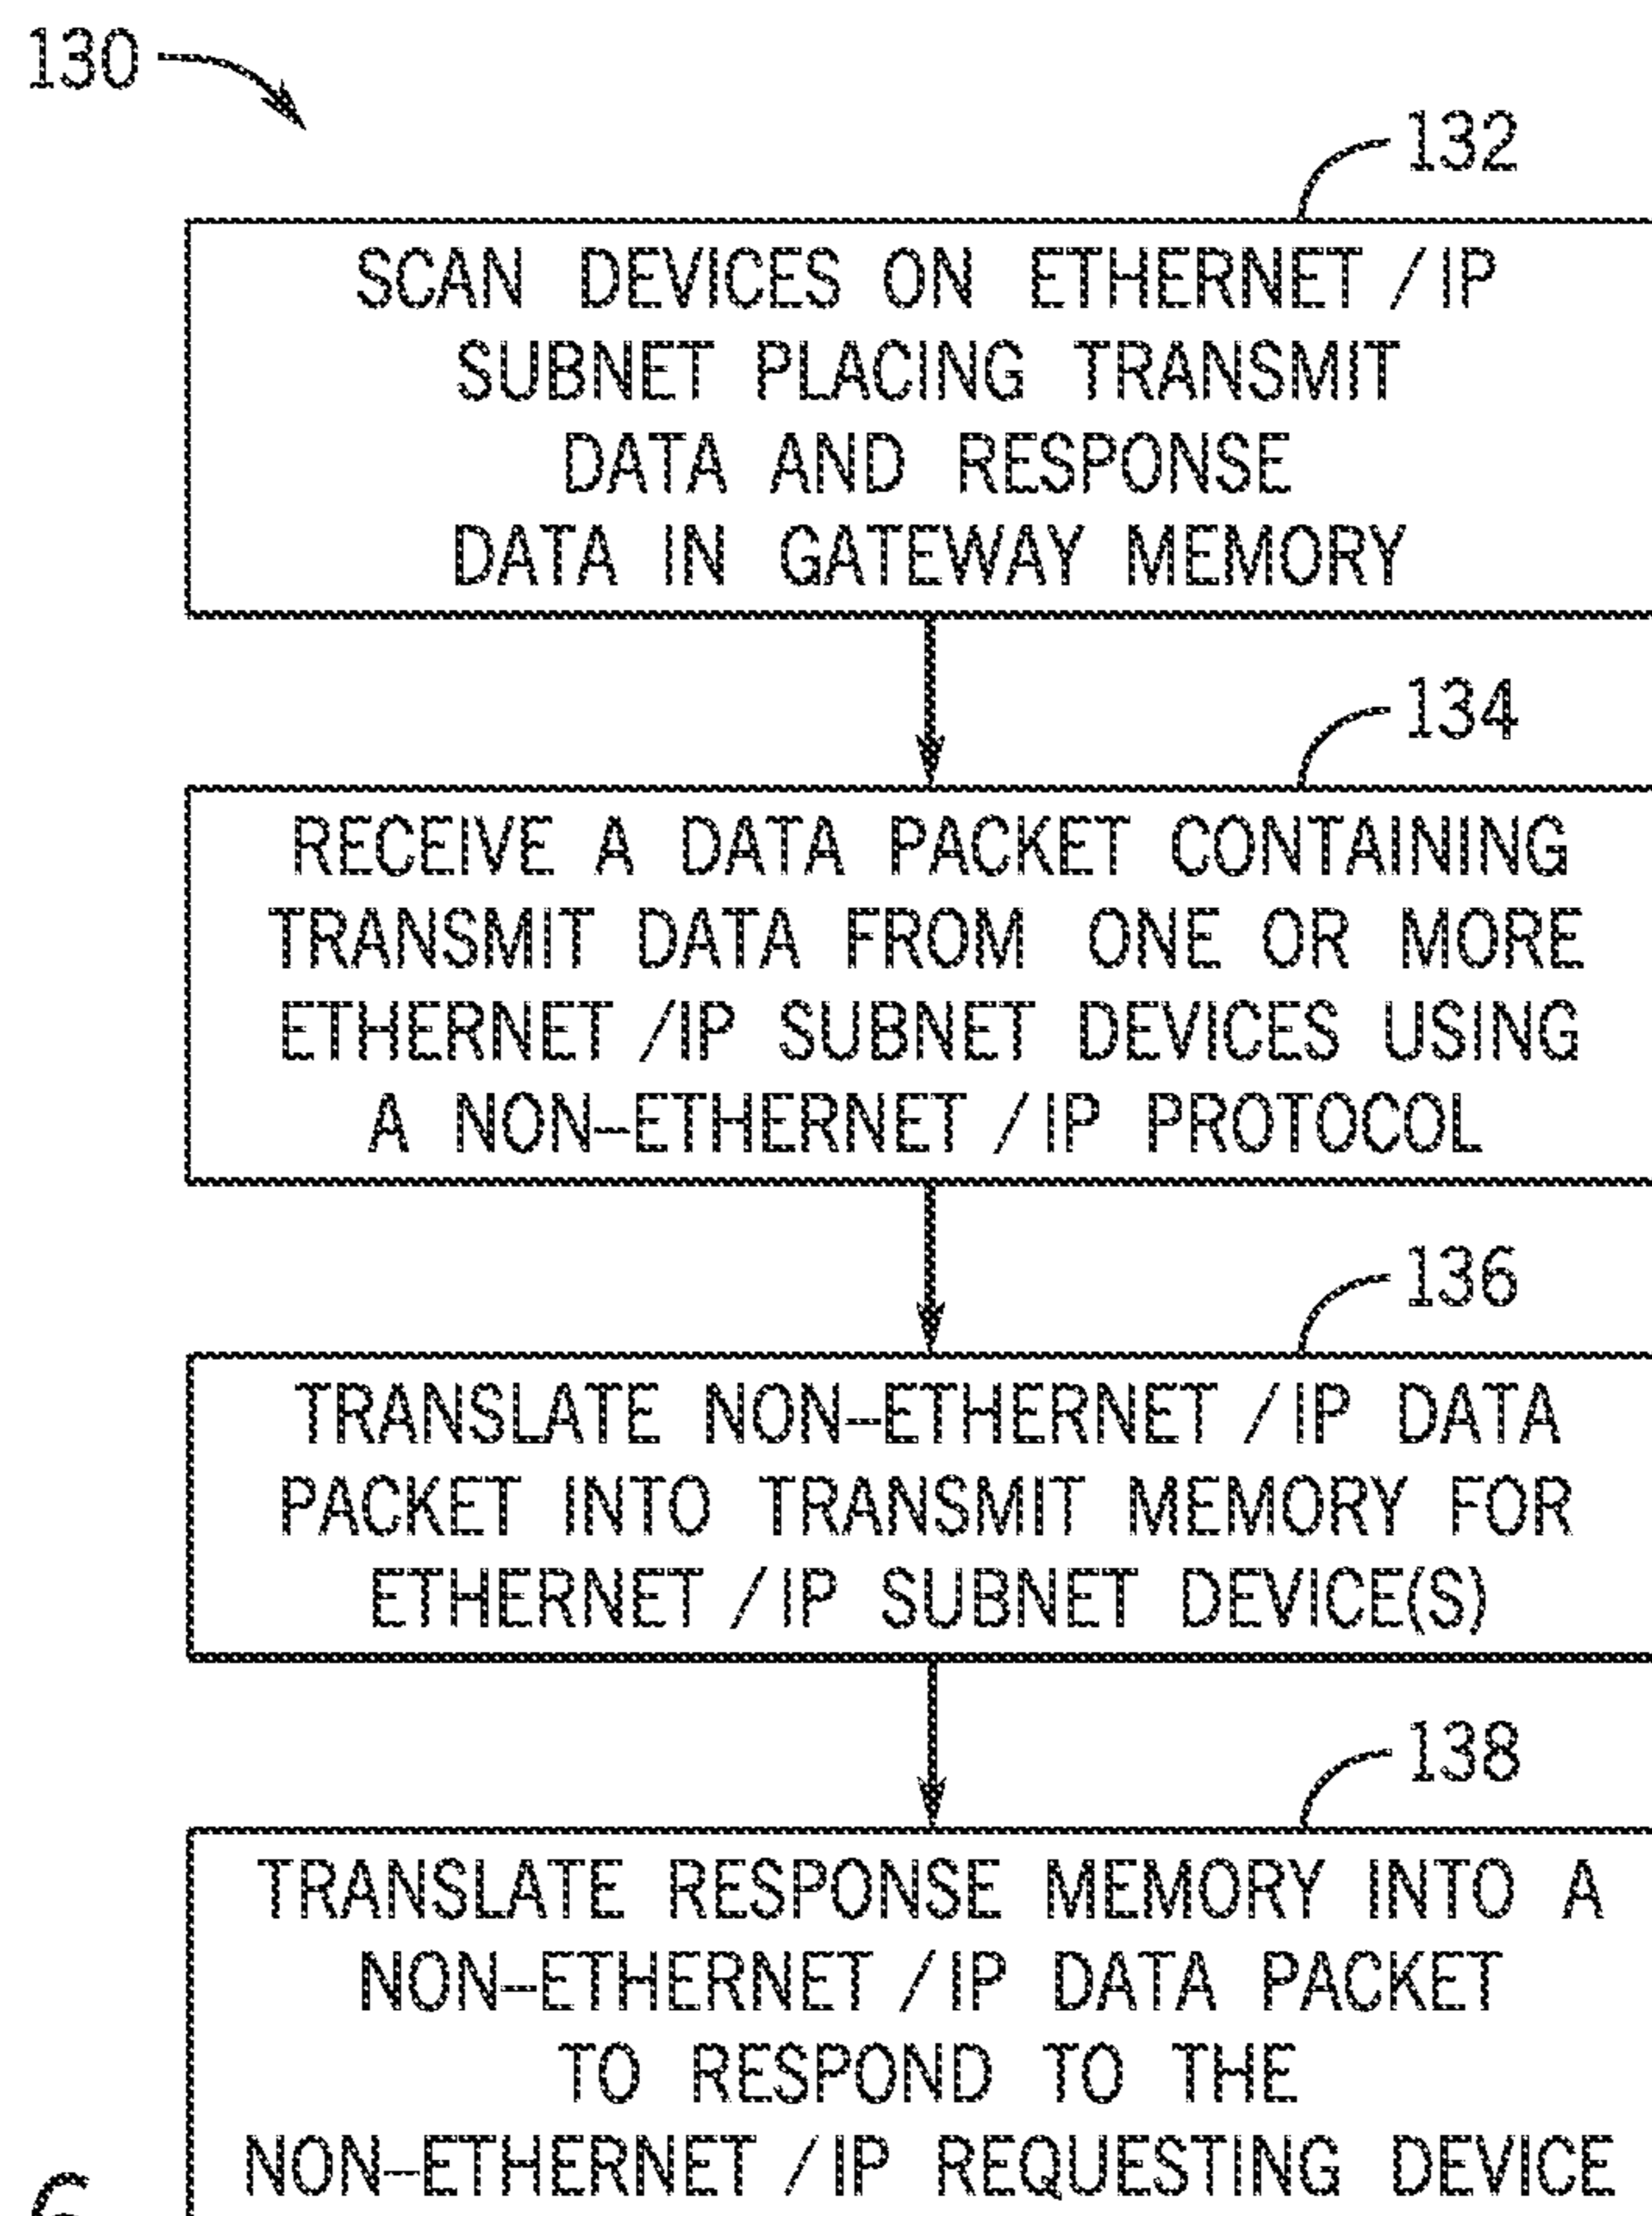 130
132
SCAN DEVICES ON ETHERNET/IP
SUBNET PLACING TRANSMIT
DATA AND RESPONSE
DATA IN GATEWAY MEMORY
134
RECEIVE A DATA PACKET CONTAINING
TRANSMIT DATA FROM ONE OR MORE
ETHERNET/IP SUBNET DEVICES USING
A NON-ETHERNET/IP PROTOCOL
136
TRANSLATE NON-ETHERNET/IP DATA
PACKET INTO TRANSMIT MEMORY FOR
ETHERNET/IP SUBNET DEVICE(S)
138
TRANSLATE RESPONSE MEMORY INTO A
NON-ETHERNET/IP DATA PACKET
TO RESPOND TO THE
NON-ETHERNET/IP REQUESTING DEVICE